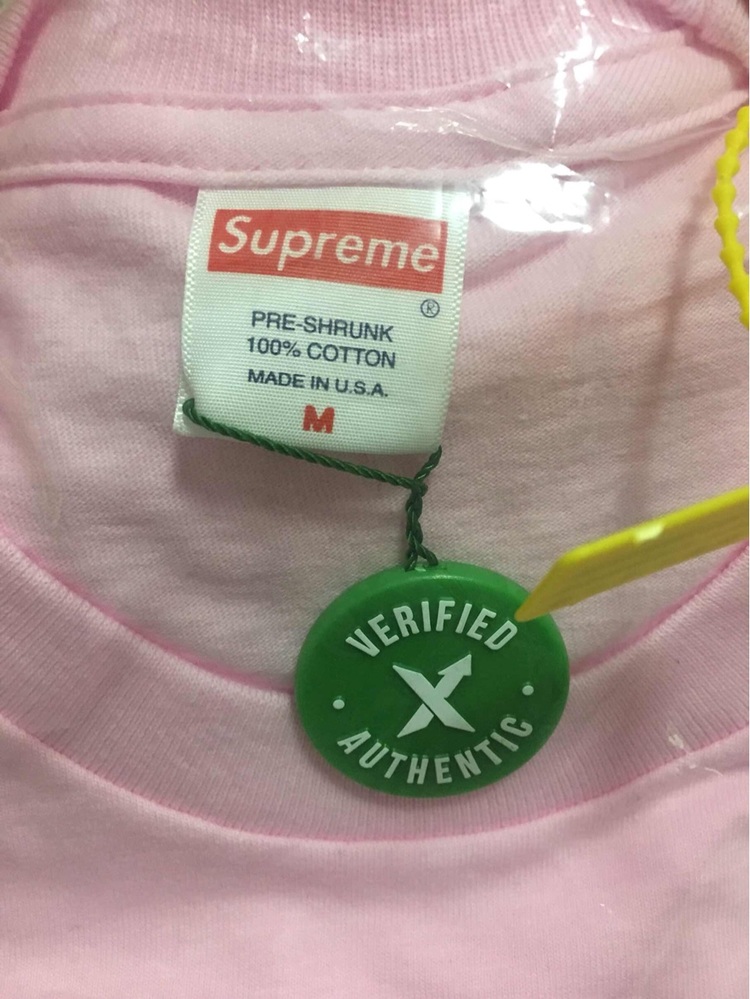 Supreme
®
PRE-SHRUNK
100% COTTON
MADE IN U.S.A.
M
VERIFIED
X
AUTHENTIC